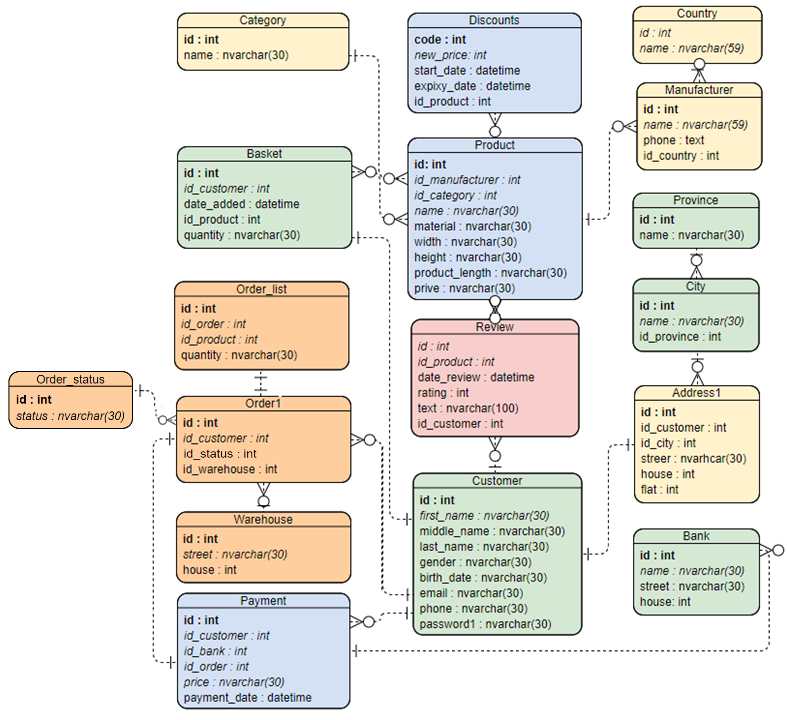 Category
id : int
name : nvarchar(30)
Discounts
code : int
new_price: int
start_date : datetime
expixy_date : datetime
id_product : int
Country
id : int
name : nvarchar(59)
Manufacturer
id : int
name : nvarchar(59)
phone : text
id_country : int
Basket
id : int
id_customer : int
date_added : datetime
id_product : int
quantity : nvarchar(30)
Product
id: int
id_manufacturer : int
id_category : int
name : nvarchar(30)
material : nvarchar(30)
width : nvarchar(30)
height : nvarchar(30)
product_length : nvarchar(30)
prive : nvarchar(30)
Province
id : int
name : nvarchar(30)
City
id : int
name : nvarchar(30)
id_province : int
Order_list
id : int
id_order : int
id_product : int
quantity : nvarchar(30)
Review
id : int
id_product : int
date_review : datetime
rating : int
text : nvarchar(100)
id_customer : int
Order_status
id : int
status : nvarchar(30)
Order1
id : int
id_customer : int
id_status : int
id_warehouse : int
Address1
id : int
id_customer : int
id_city : int
streer : nvarhcar(30)
house : int
flat : int
Customer
id : int
first_name : nvarchar(30)
middle_name : nvarchar(30)
last_name : nvarchar(30)
gender : nvarchar(30)
birth_date : nvarchar(30)
email : nvarchar(30)
phone : nvarchar(30)
password1 : nvarchar(30)
Warehouse
id : int
street : nvarchar(30)
house : int
Bank
id : int
name : nvarchar(30)
street : nvarchar(30)
house: int
Payment
id : int
id_customer : int
id_bank : int
id_order : int
price : nvarchar(30)
payment_date : datetime